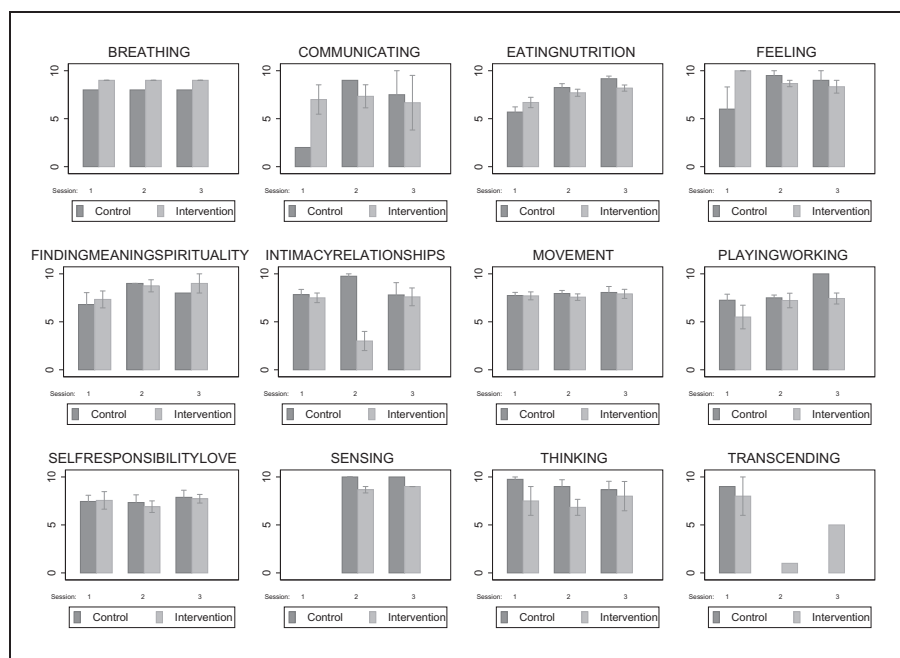 BREATHING
COMMUNICATING
EATINGNUTRITION
FEELING
10
5
0
10
5
0
10
5
0
10
5
0
Session: 1 2 3
Session: 1 2 3
Session: 1 2 3
Session: 1 2 3
Control Intervention
Control Intervention
Control Intervention
Control Intervention
FINDINGMEANINGSPIRITUALITY
INTIMACYRELATIONSHIPS
MOVEMENT
PLAYINGWORKING
10
5
0
10
5
0
10
5
0
10
5
0
Session: 1 2 3
Session: 1 2 3
Session: 1 2 3
Session: 1 2 3
Control Intervention
Control Intervention
Control Intervention
Control Intervention
SELFRESPONSIBILITYLOVE
SENSING
THINKING
TRANSCENDING
10
5
0
10
5
0
10
5
0
10
5
0
Session: 1 2 3
Session: 1 2 3
Session: 1 2 3
Session: 1 2 3
Control Intervention
Control Intervention
Control Intervention
Control Intervention